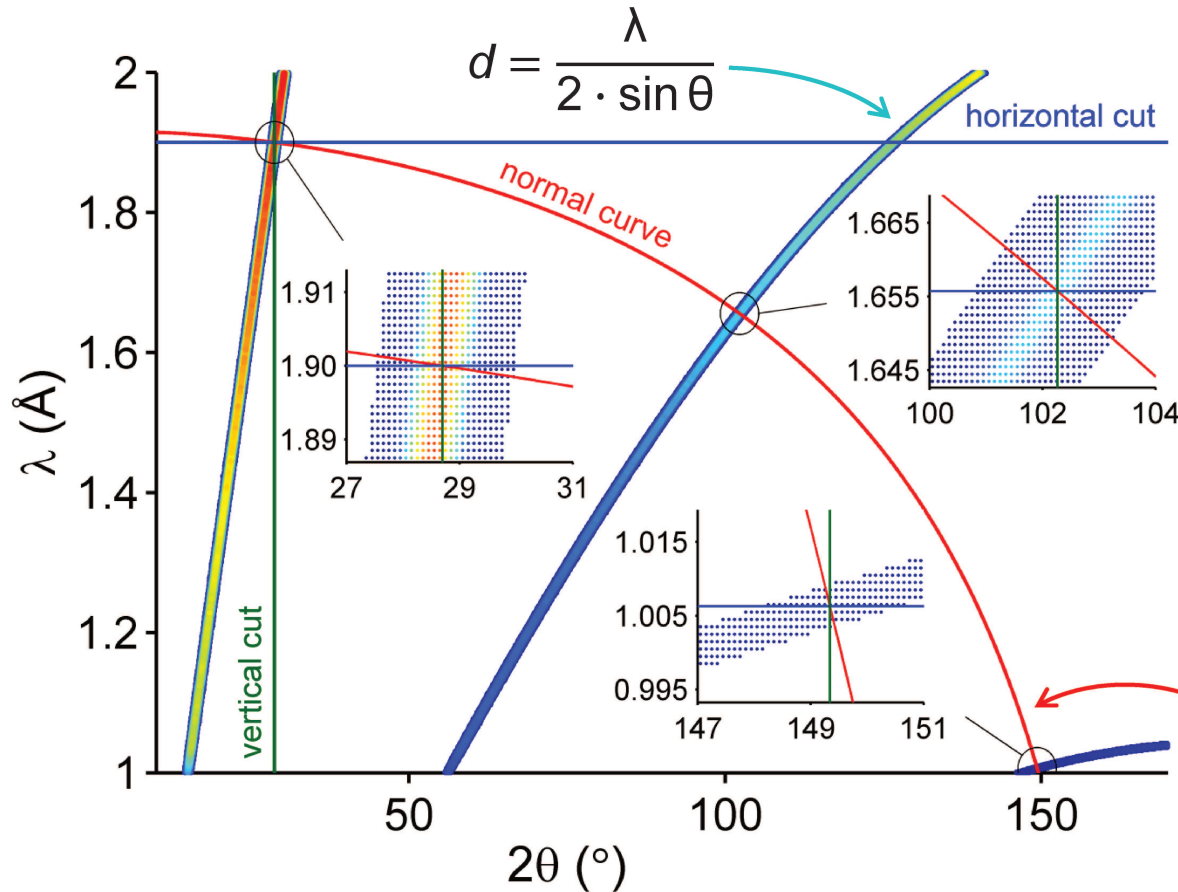 d = λ / 2 · sin θ
2
horizontal cut
normal curve
1.8
1.665
1.655
1.645
100 102 104
1.91
1.90
1.89
27 29 31
1.6
λ (Å)
1.4
1.015
1.005
0.995
147 149 151
1.2
vertical cut
1
50 100 150
2θ (°)